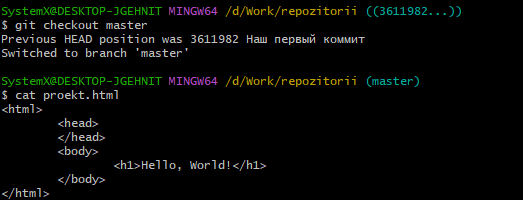 SystemX@DESKTOP-JGEHNIT MINGW64 /d/Work/repozitorii ((3611982...))
$ git checkout master
Previous HEAD position was 3611982 Наш первый коммит
Switched to branch 'master'
SystemX@DESKTOP-JGEHNIT MINGW64 /d/Work/repozitorii (master)
$ cat proekt.html
<html>
        <head>
        </head>
        <body>
                <h1>Hello, World!</h1>
        </body>
</html>